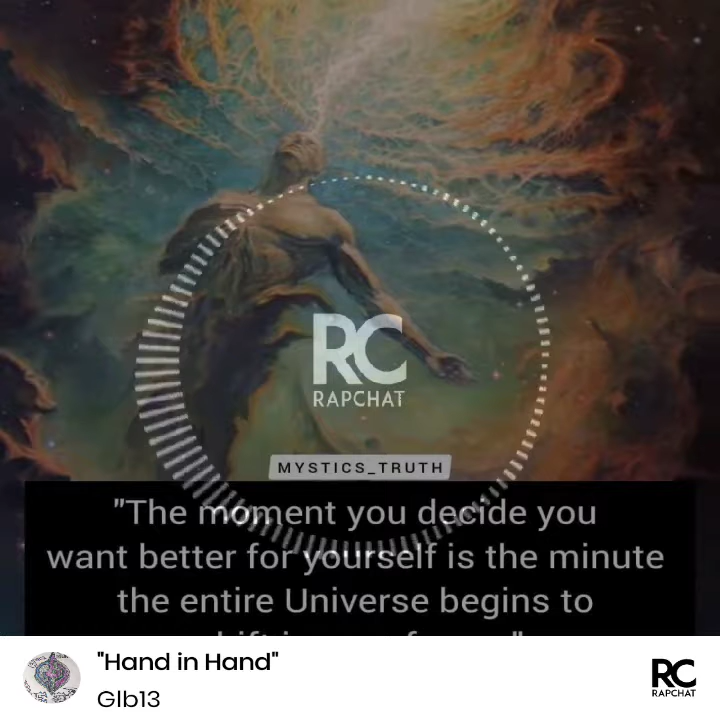 RC
RAPCHAT
MYSTICS_TRUTH
"The moment you decide you
want better for yourself is the minute
the entire Universe begins to
"Hand in Hand"
Glb13
RC
RAPCHAT